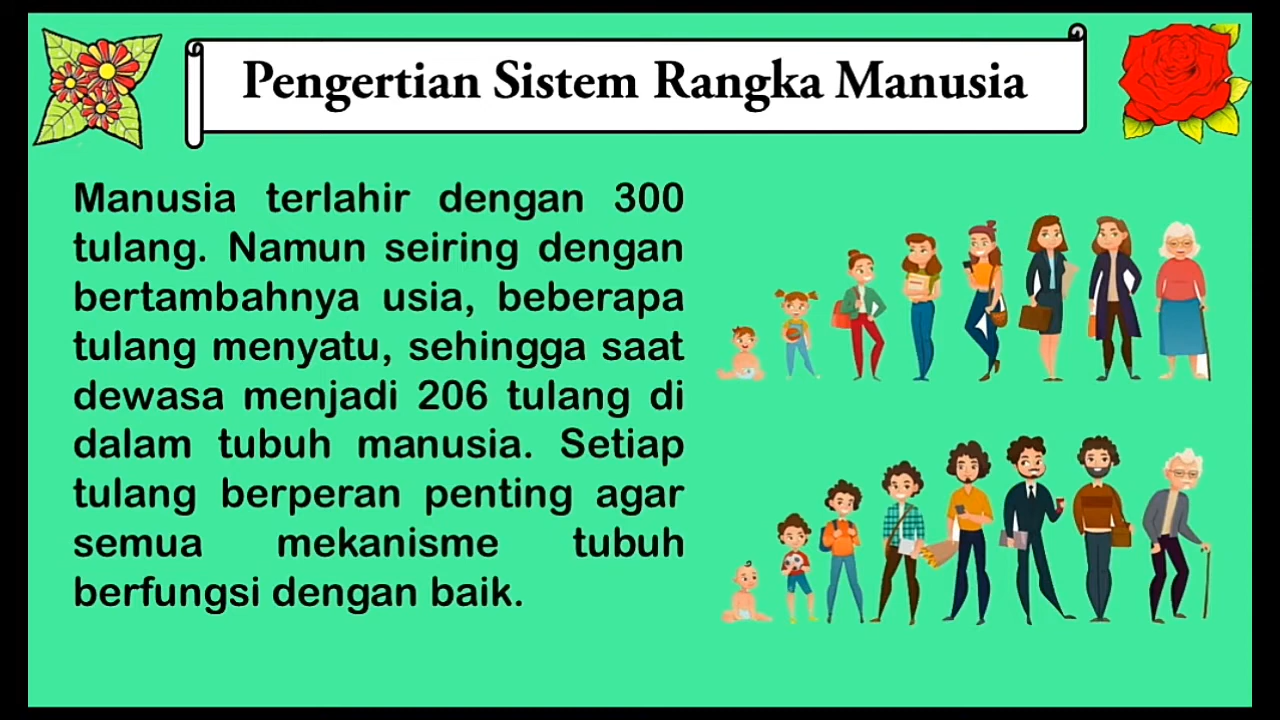 Pengertian Sistem Rangka Manusia
Manusia terlahir dengan 300
tulang. Namun seiring dengan
bertambahnya usia, beberapa
tulang menyatu, sehingga saat
dewasa menjadi 206 tulang di
dalam tubuh manusia. Setiap
tulang berperan penting agar
semua mekanisme tubuh
berfungsi dengan baik.